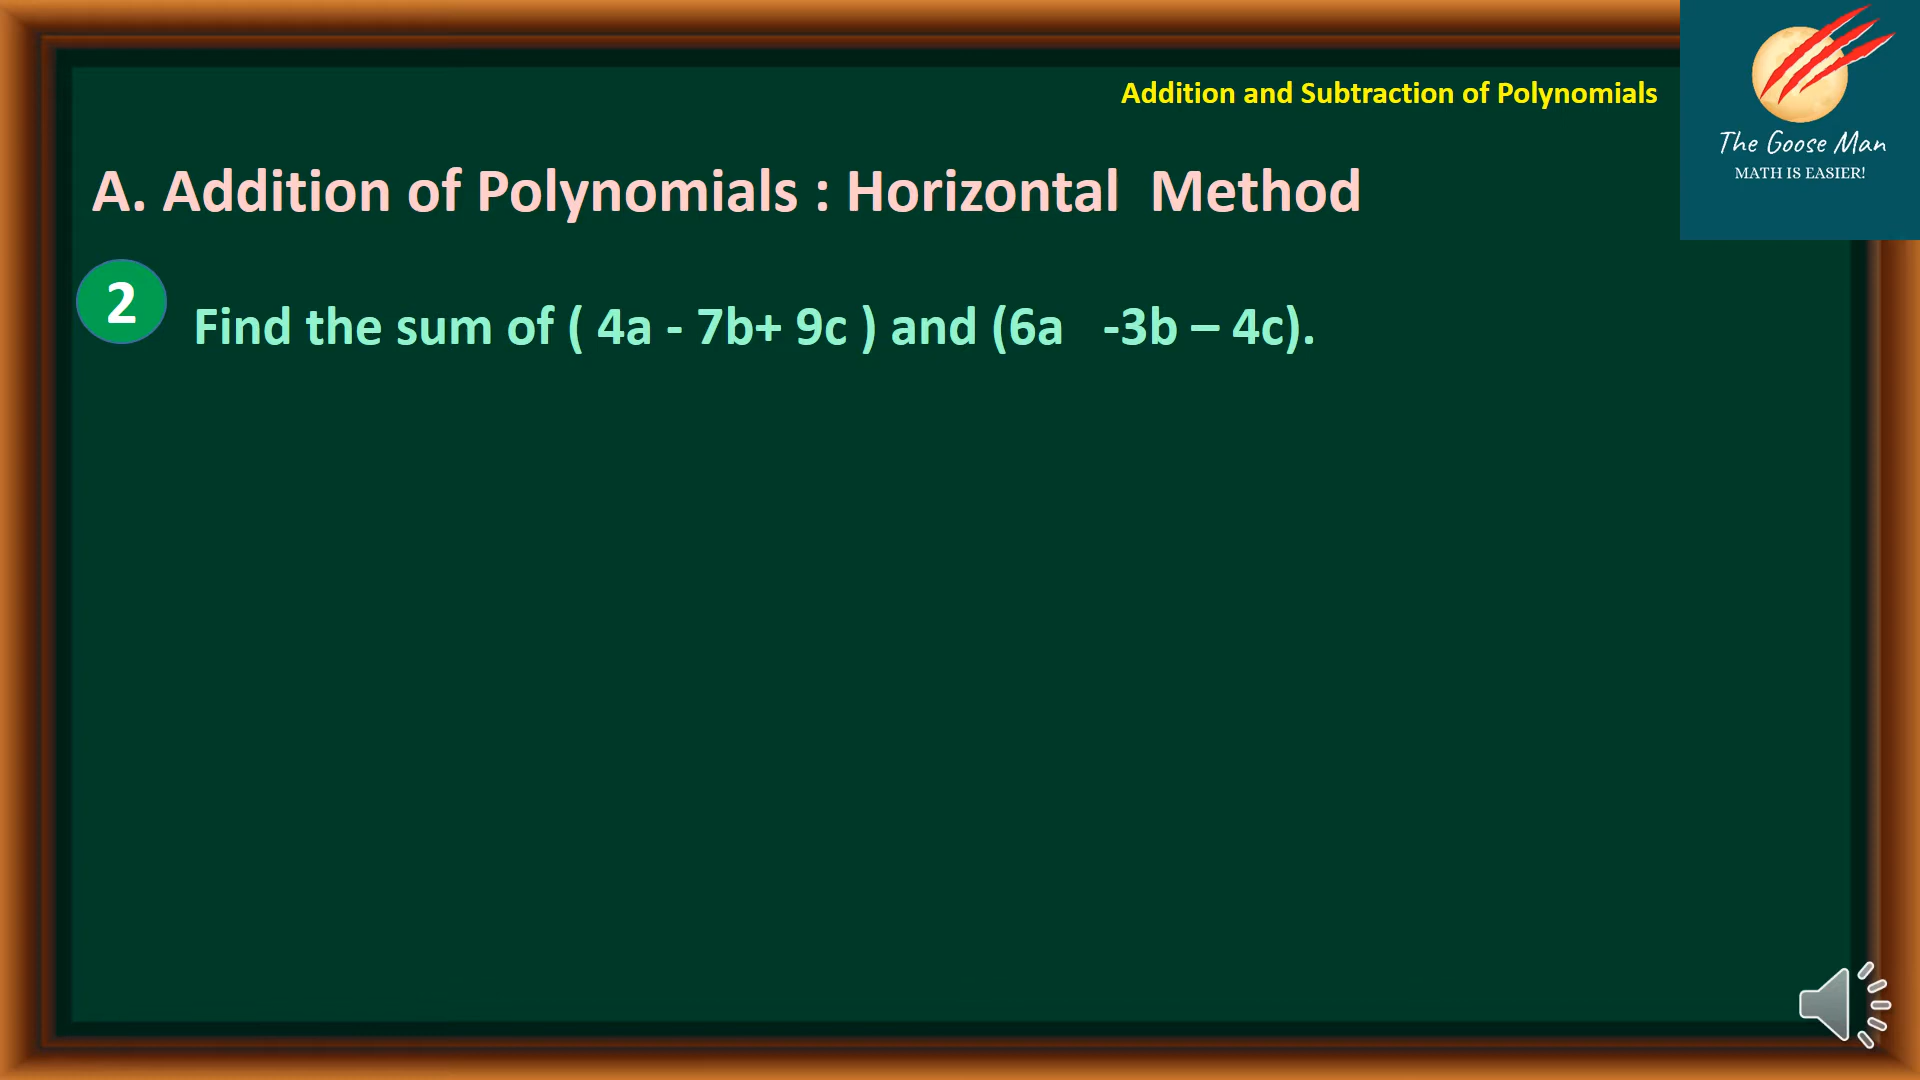 Addition and Subtraction of Polynomials
The Goose Man
MATH IS EASIER!
A. Addition of Polynomials : Horizontal  Method
2
Find the sum of ( 4a - 7b+ 9c ) and (6a   -3b – 4c).